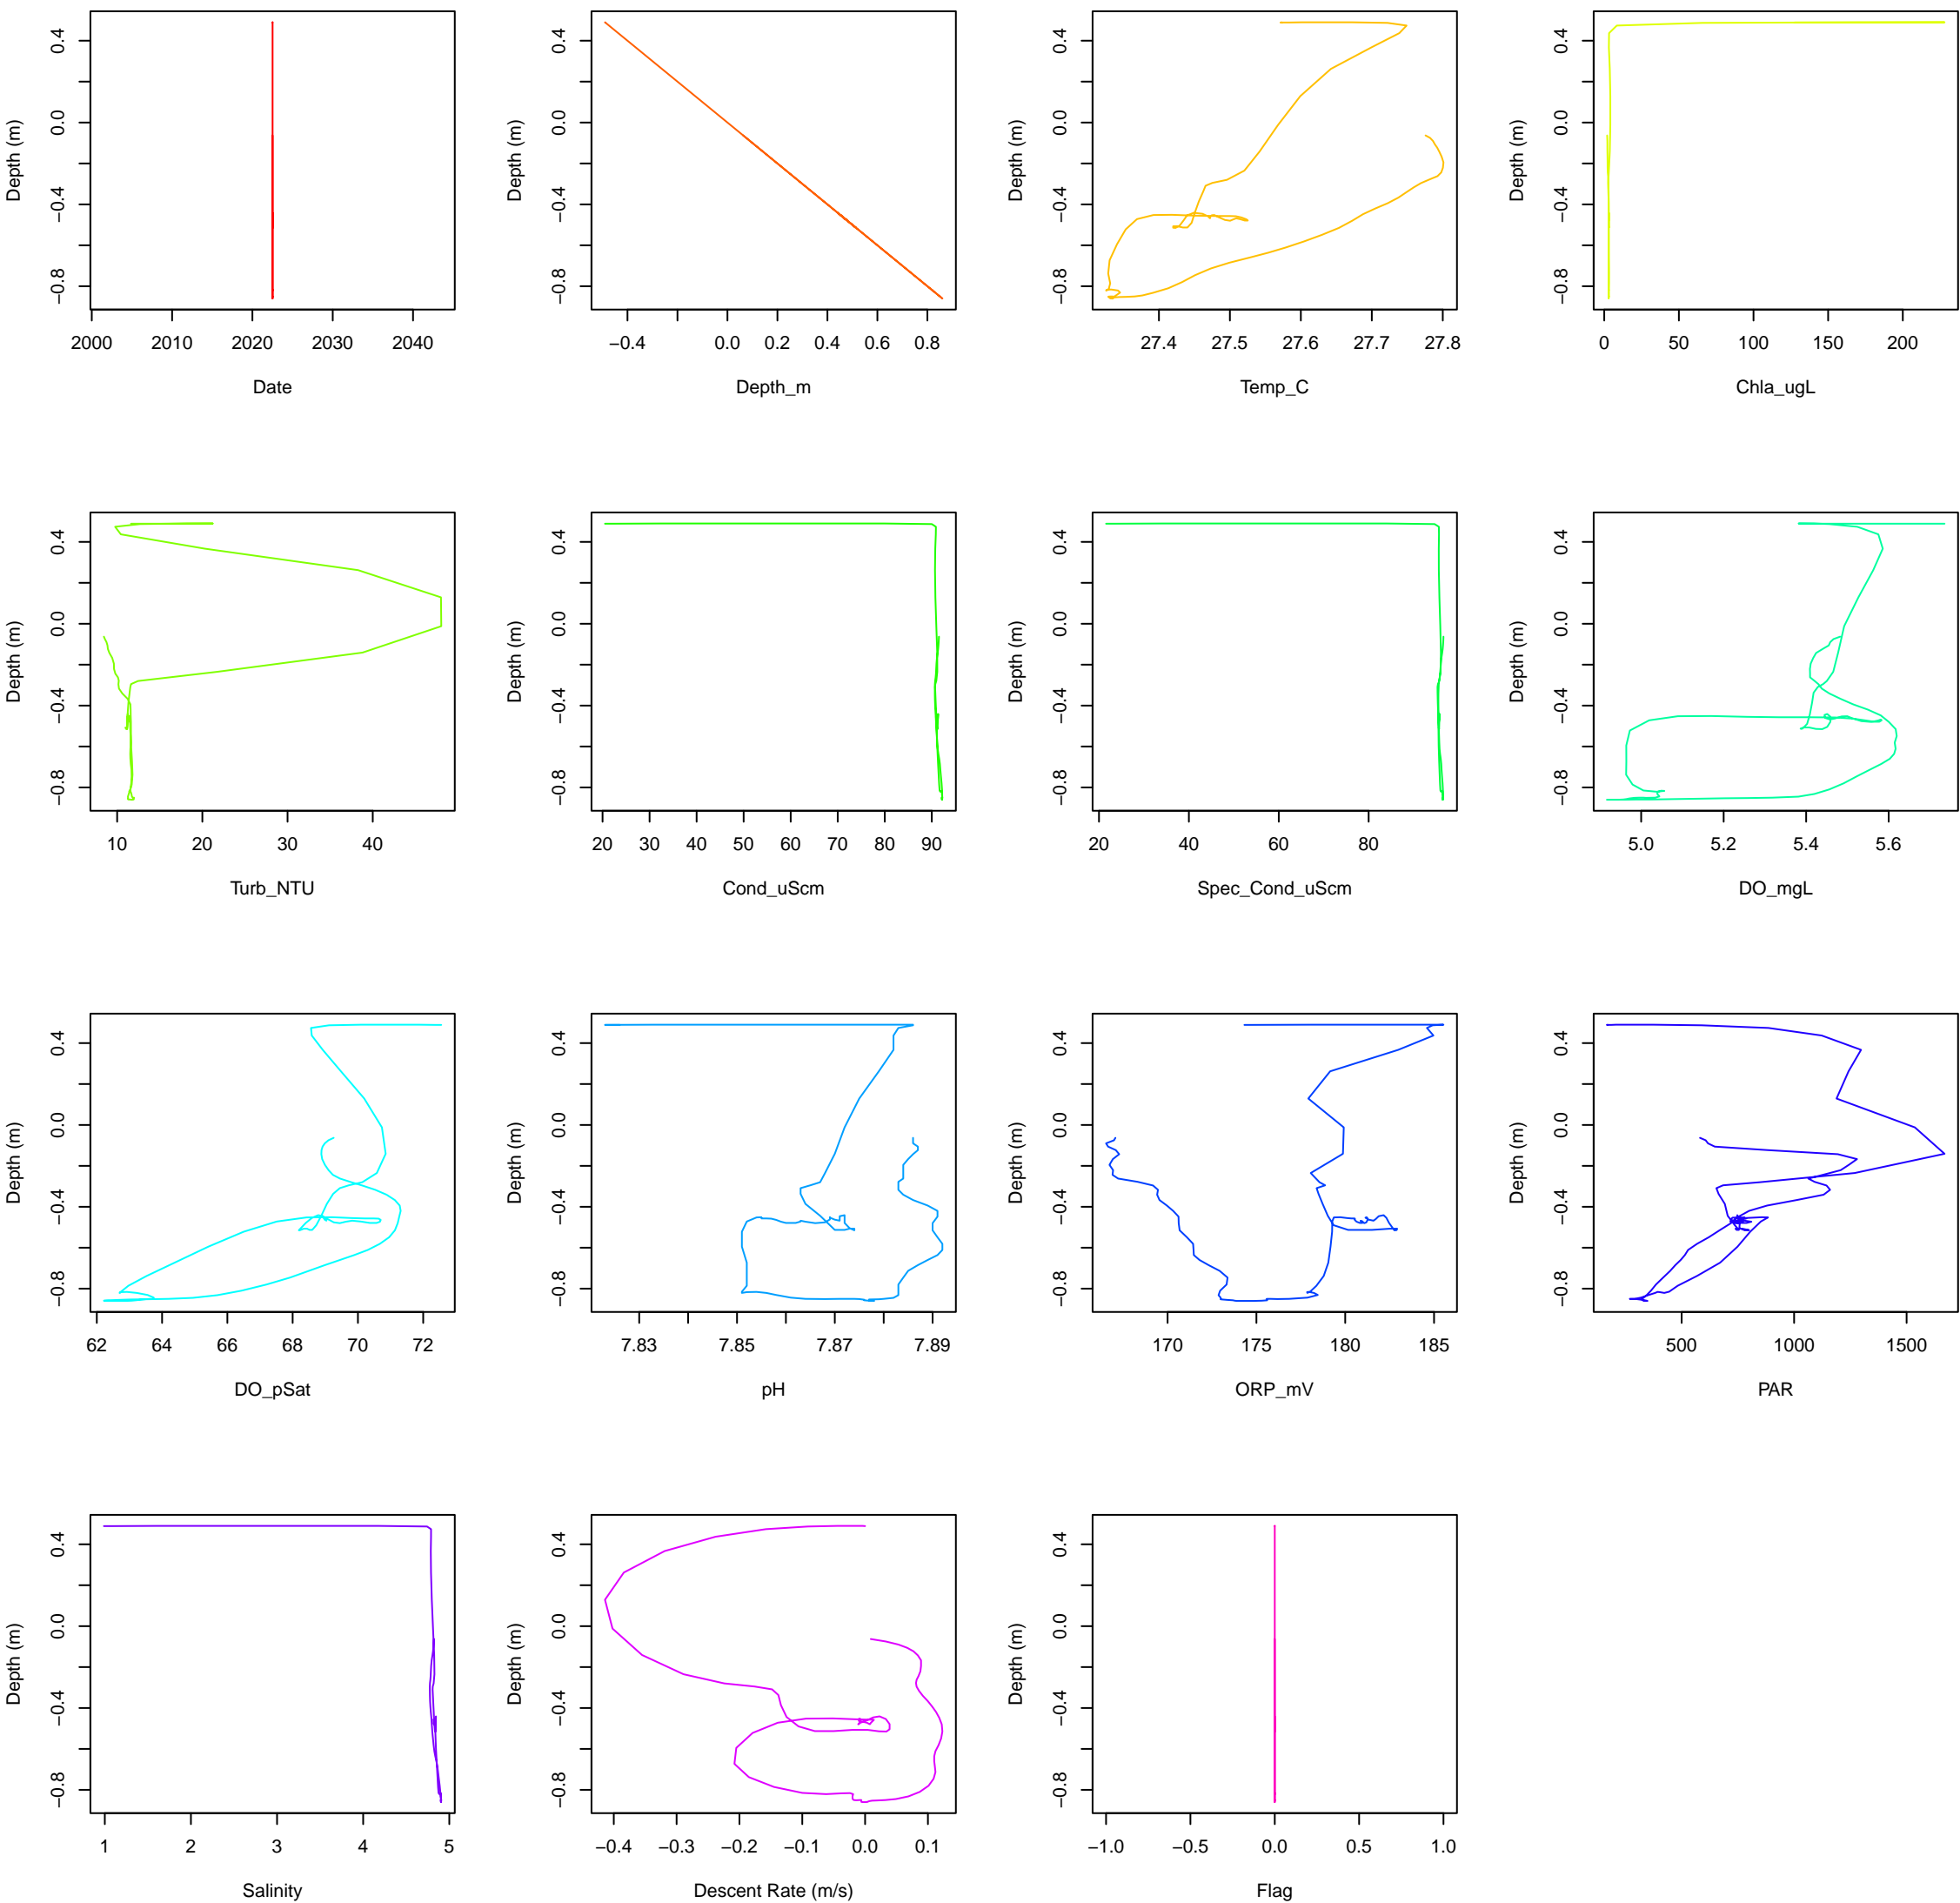 Depth (m)
0.4
0.0
−0.4
−0.8
2000 2010 2020 2030 2040
Date
Depth (m)
0.4
0.0
−0.4
−0.8
−0.4 0.0 0.2 0.4 0.6 0.8
Depth_m
Depth (m)
0.4
0.0
−0.4
−0.8
27.4 27.5 27.6 27.7 27.8
Temp_C
Depth (m)
0.4
0.0
−0.4
−0.8
0 50 100 150 200
Chla_ugL
Depth (m)
0.4
0.0
−0.4
−0.8
10 20 30 40
Turb_NTU
Depth (m)
0.4
0.0
−0.4
−0.8
20 30 40 50 60 70 80 90
Cond_uScm
Depth (m)
0.4
0.0
−0.4
−0.8
20 40 60 80
Spec_Cond_uScm
Depth (m)
0.4
0.0
−0.4
−0.8
5.0 5.2 5.4 5.6
DO_mgL
Depth (m)
0.4
0.0
−0.4
−0.8
62 64 66 68 70 72
DO_pSat
Depth (m)
0.4
0.0
−0.4
−0.8
7.83 7.85 7.87 7.89
pH
Depth (m)
0.4
0.0
−0.4
−0.8
170 175 180 185
ORP_mV
Depth (m)
0.4
0.0
−0.4
−0.8
500 1000 1500
PAR
Depth (m)
0.4
0.0
−0.4
−0.8
1 2 3 4 5
Salinity
Depth (m)
0.4
0.0
−0.4
−0.8
−0.4 −0.3 −0.2 −0.1 0.0 0.1
Descent Rate (m/s)
Depth (m)
0.4
0.0
−0.4
−0.8
−1.0 −0.5 0.0 0.5 1.0
Flag